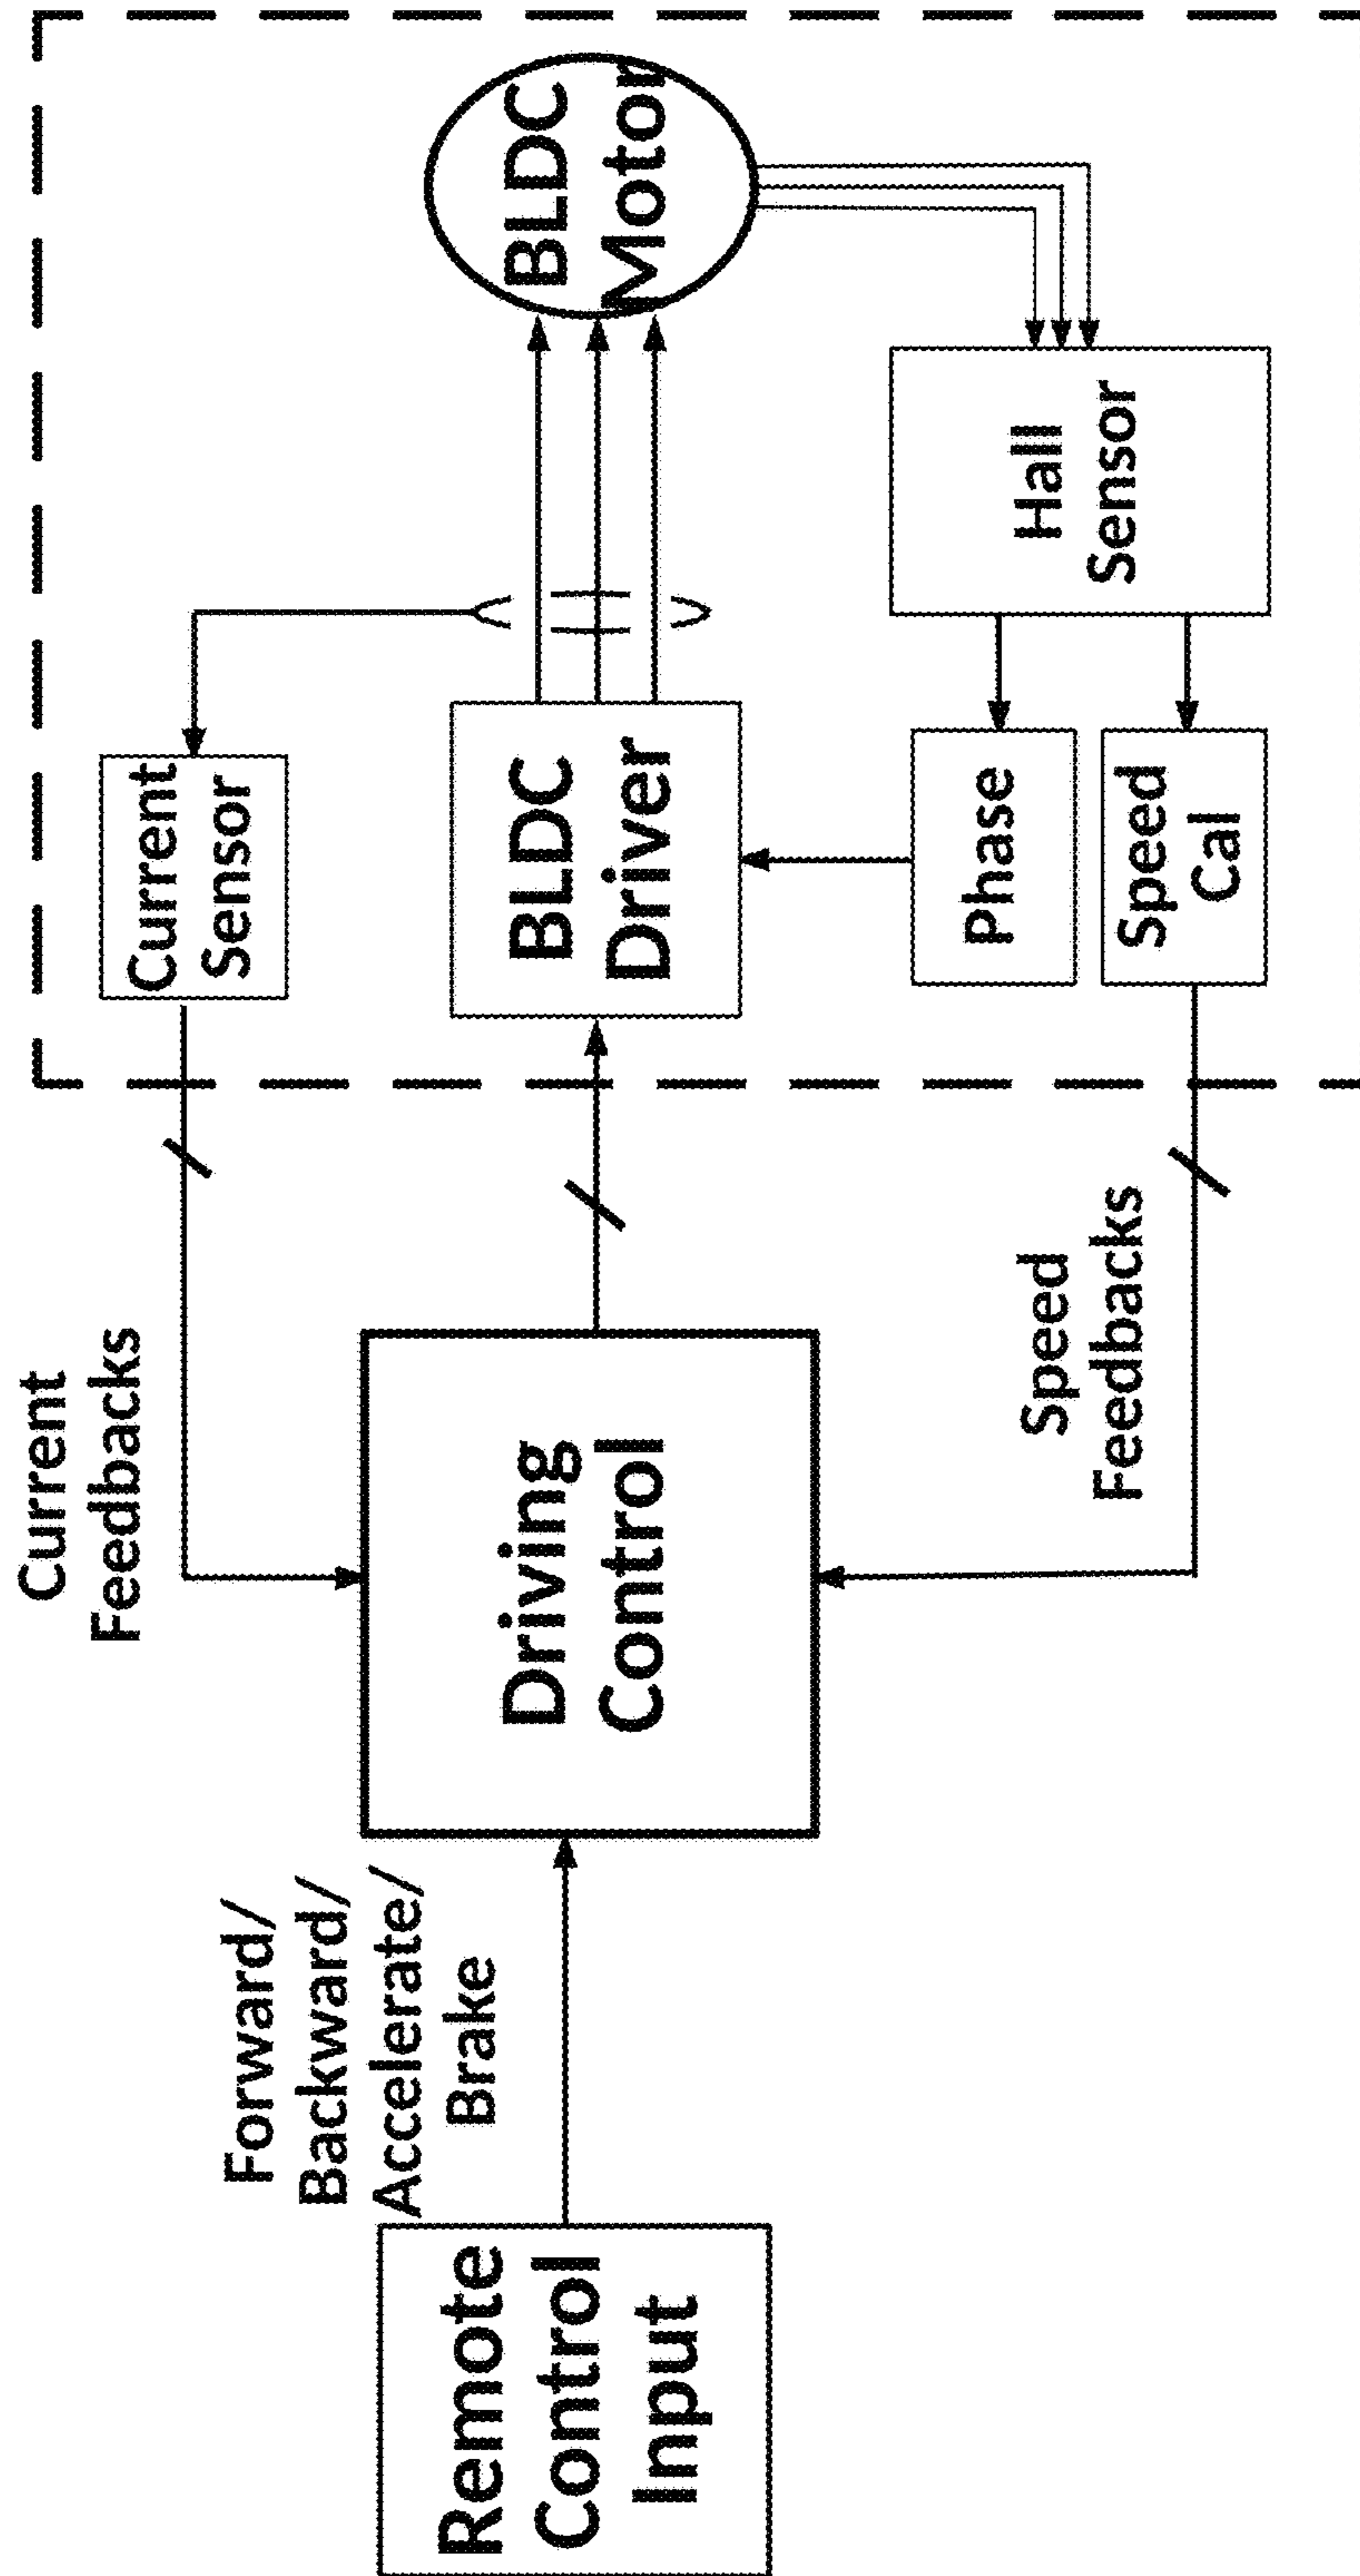 Remote
Control
Input
Forward/
Backward/
Accelerate/
Brake
Driving
Control
Current
Feedbacks
Speed
Feedbacks
Current
Sensor
BLDC
Driver
Phase
Speed
Cal
Hall
Sensor
BLDC
Motor